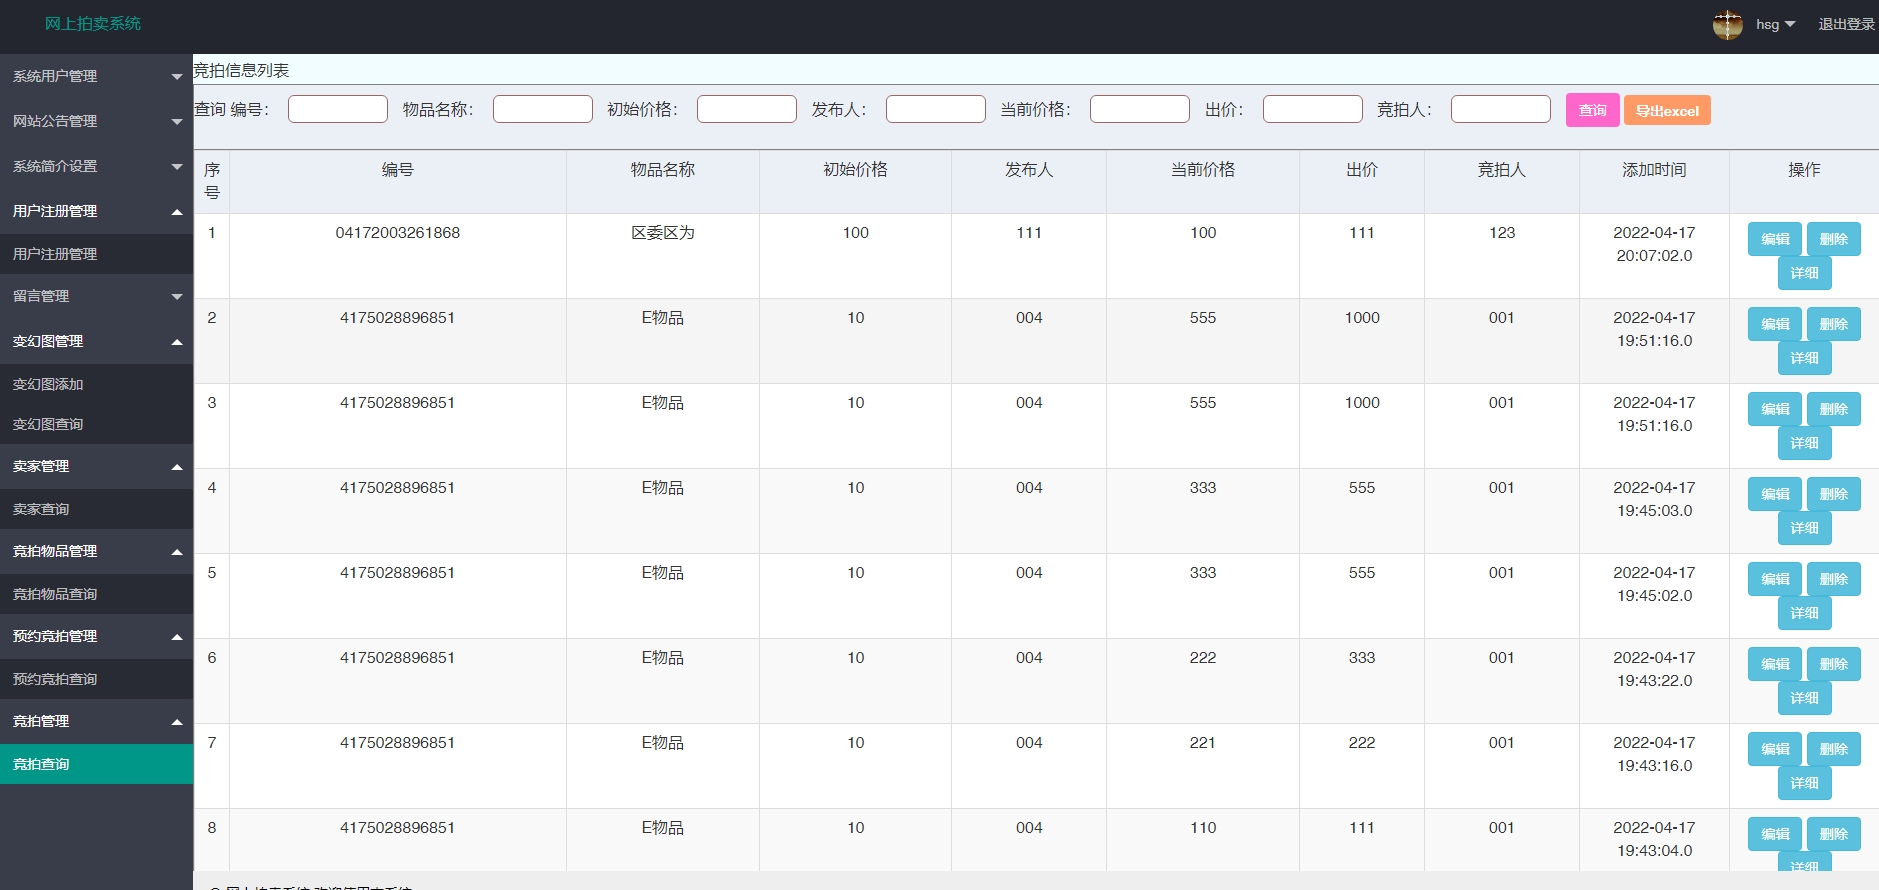 网上拍卖系统
hsg
退出登录
系统用户管理
网站公告管理
系统简介设置
用户注册管理
用户注册管理
留言管理
变幻图管理
变幻图添加
变幻图查询
卖家管理
卖家查询
竞拍物品管理
竞拍物品查询
预约竞拍管理
预约竞拍查询
竞拍管理
竞拍查询
竞拍信息列表
查询 编号： 物品名称： 初始价格： 发布人： 当前价格： 出价： 竞拍人： 查询 导出excel
序号 编号 物品名称 初始价格 发布人 当前价格 出价 竞拍人 添加时间 操作
1 04172003261868 区委区为 100 111 100 111 123 2022-04-17 20:07:02.0 编辑 删除 详细
2 4175028896851 E物品 10 004 555 1000 001 2022-04-17 19:51:16.0 编辑 删除 详细
3 4175028896851 E物品 10 004 555 1000 001 2022-04-17 19:51:16.0 编辑 删除 详细
4 4175028896851 E物品 10 004 333 555 001 2022-04-17 19:45:03.0 编辑 删除 详细
5 4175028896851 E物品 10 004 333 555 001 2022-04-17 19:45:02.0 编辑 删除 详细
6 4175028896851 E物品 10 004 222 333 001 2022-04-17 19:43:22.0 编辑 删除 详细
7 4175028896851 E物品 10 004 221 222 001 2022-04-17 19:43:16.0 编辑 删除 详细
8 4175028896851 E物品 10 004 110 111 001 2022-04-17 19:43:04.0 编辑 删除 详细